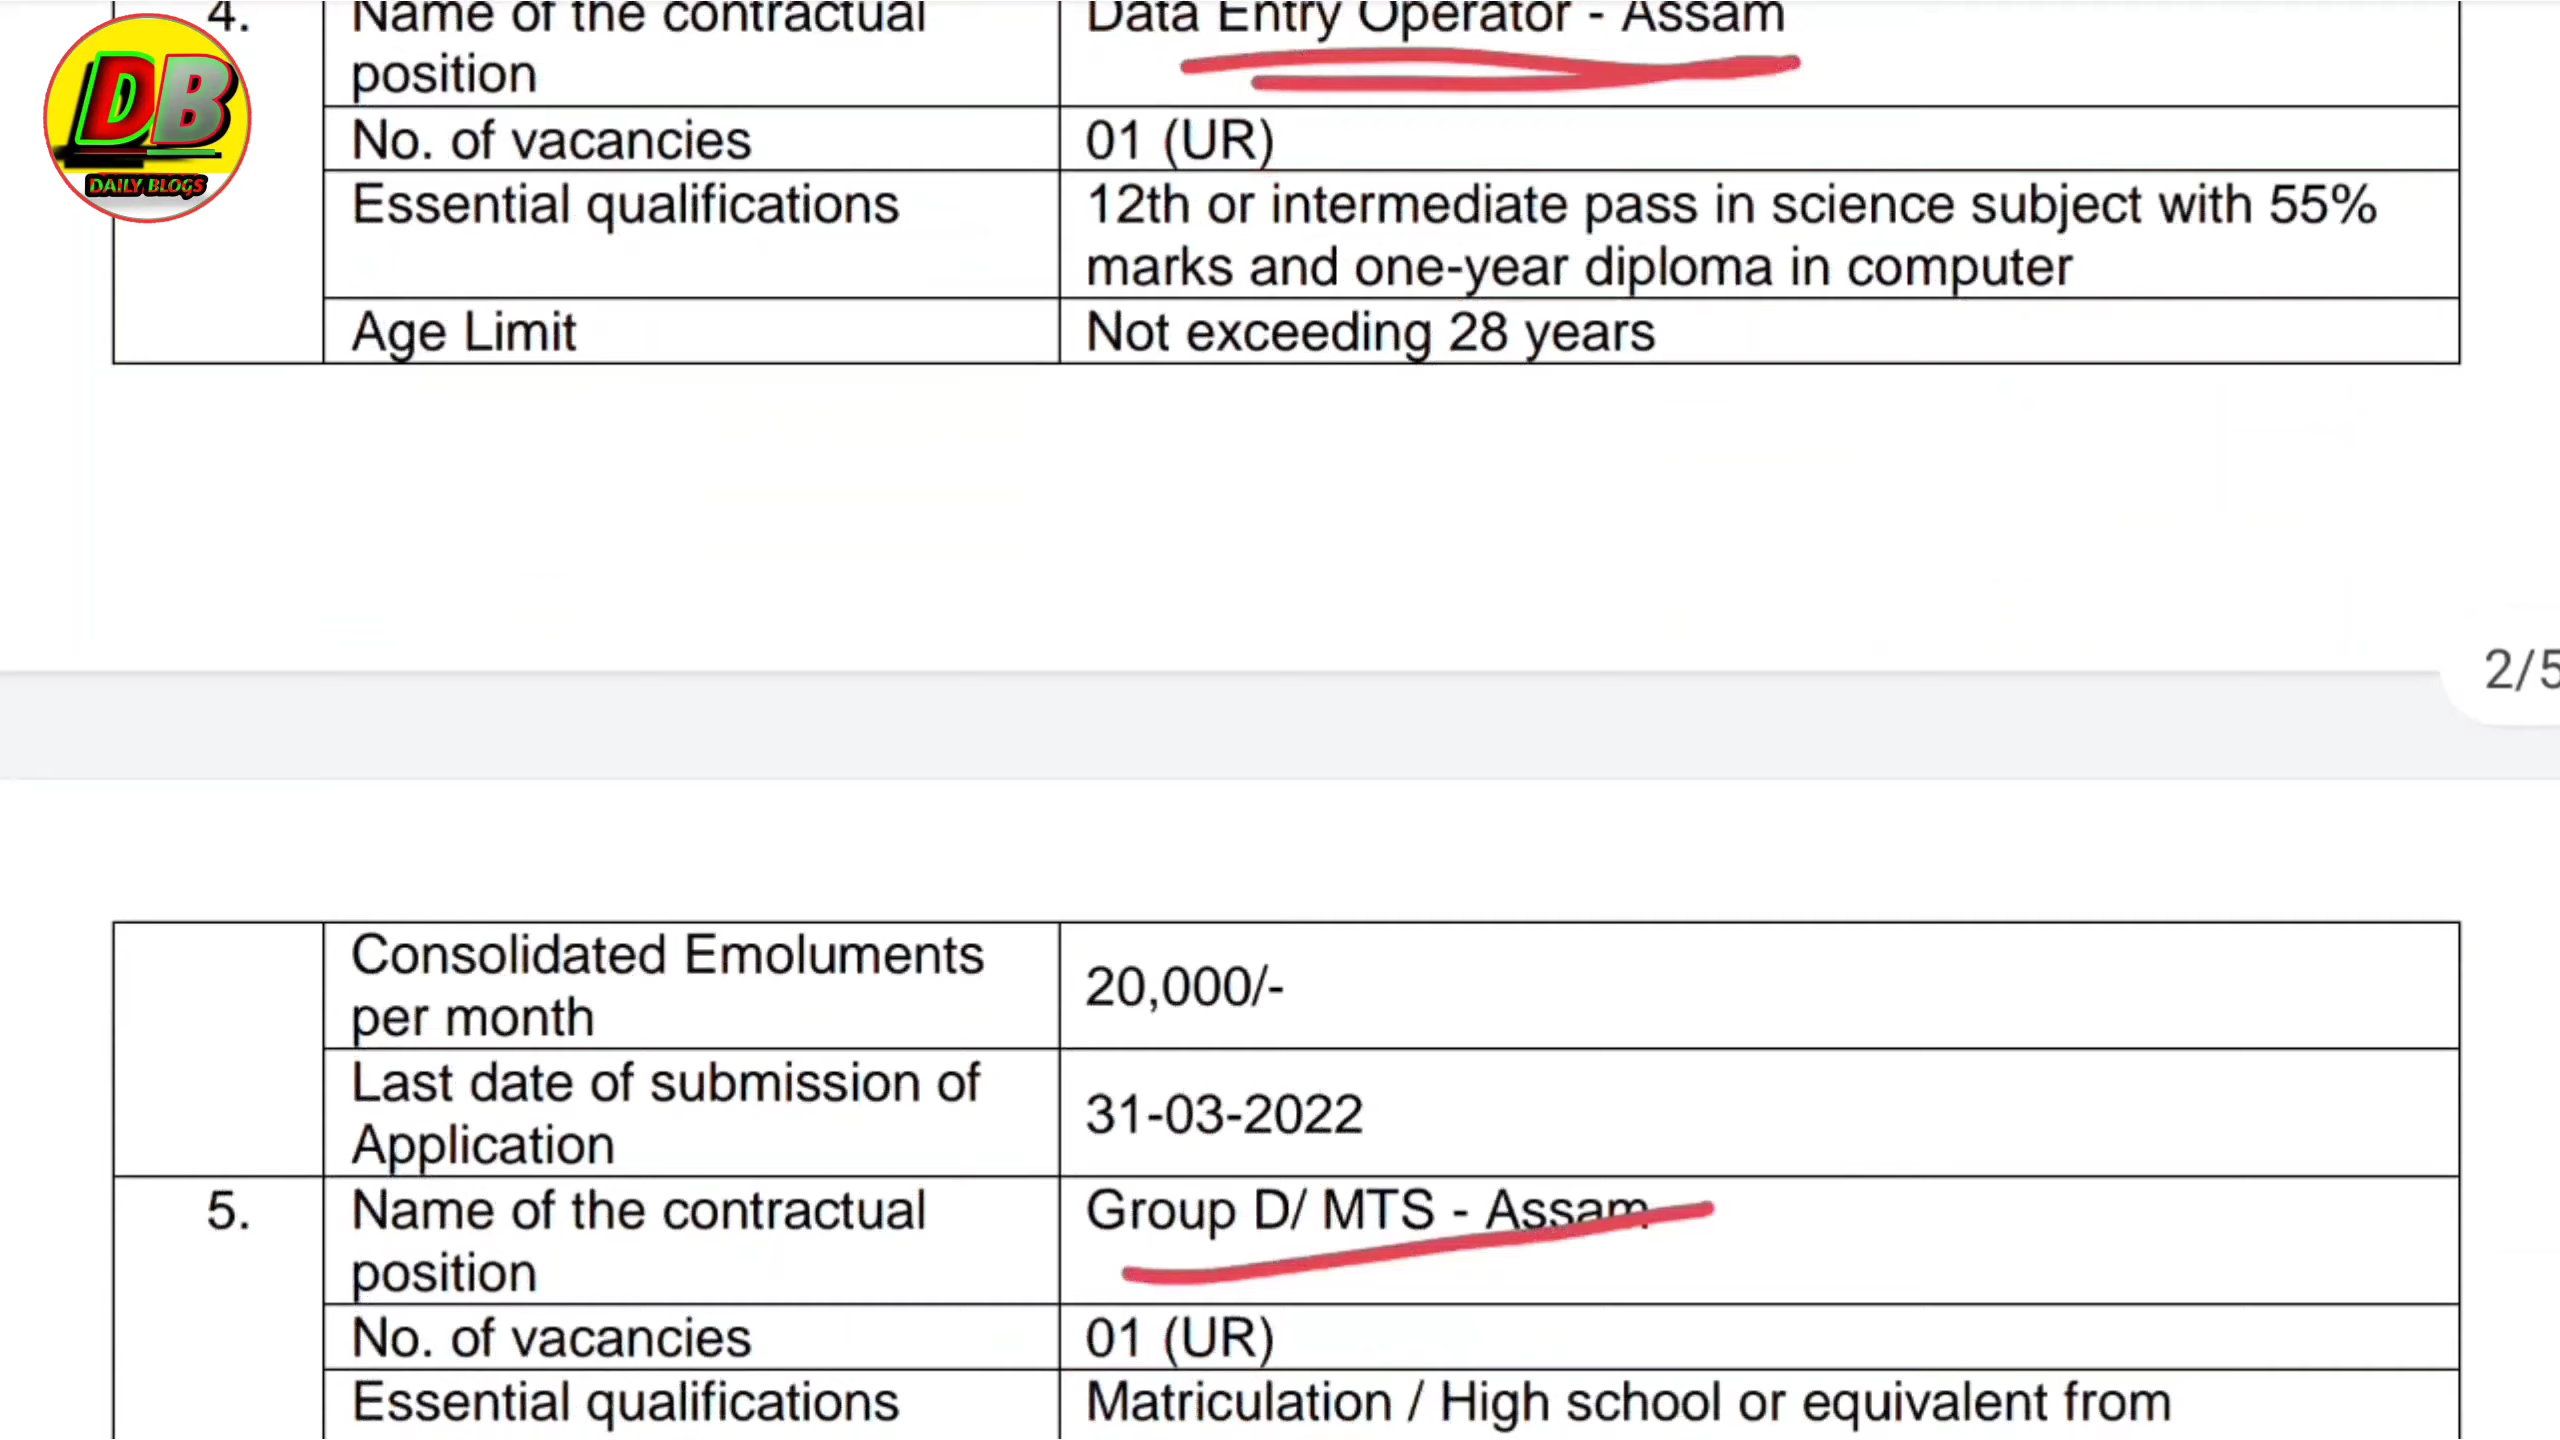 4.
Name of the contractual
position
Data Entry Operator - Assam
DB
DAILY BLOGS
No. of vacancies
01 (UR)
Essential qualifications
12th or intermediate pass in science subject with 55%
marks and one-year diploma in computer
Age Limit
Not exceeding 28 years
2/5
Consolidated Emoluments
per month
20,000/-
Last date of submission of
Application
31-03-2022
5.
Name of the contractual
position
Group D/ MTS - Assam
No. of vacancies
01 (UR)
Essential qualifications
Matriculation / High school or equivalent from